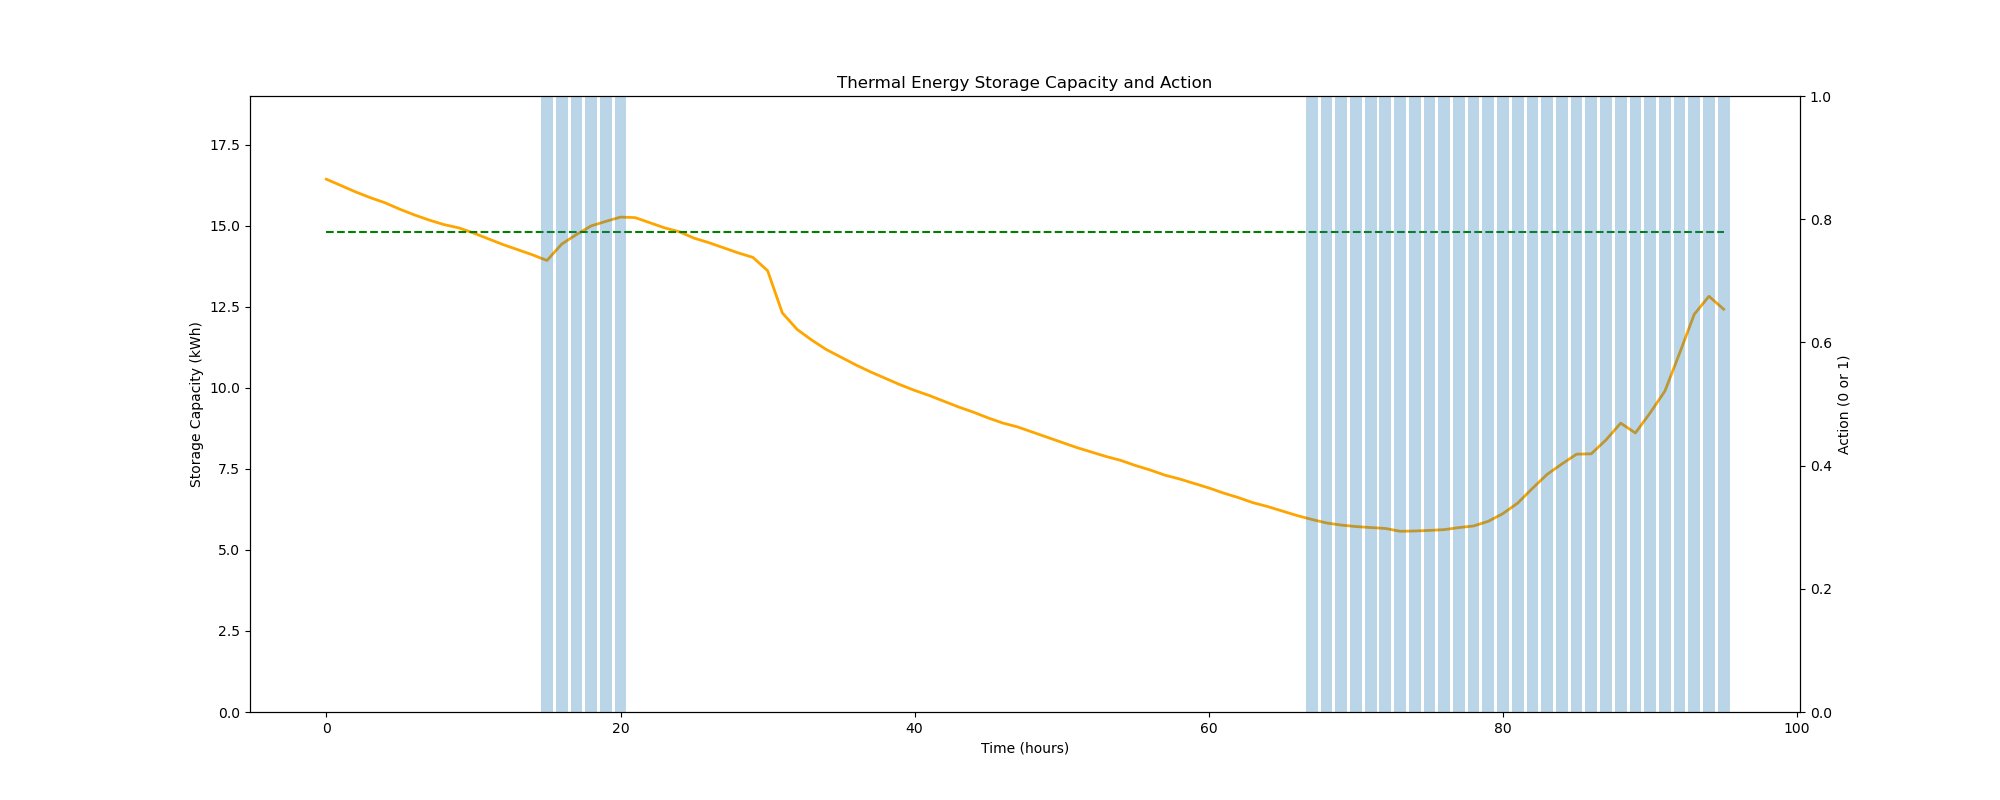 Thermal Energy Storage Capacity and Action
17.5
15.0
12.5
10.0
7.5
5.0
2.5
0.0
Storage Capacity (kWh)
1.0
0.8
0.6
0.4
0.2
0.0
Action (0 or 1)
0 20 40 60 80 100
Time (hours)